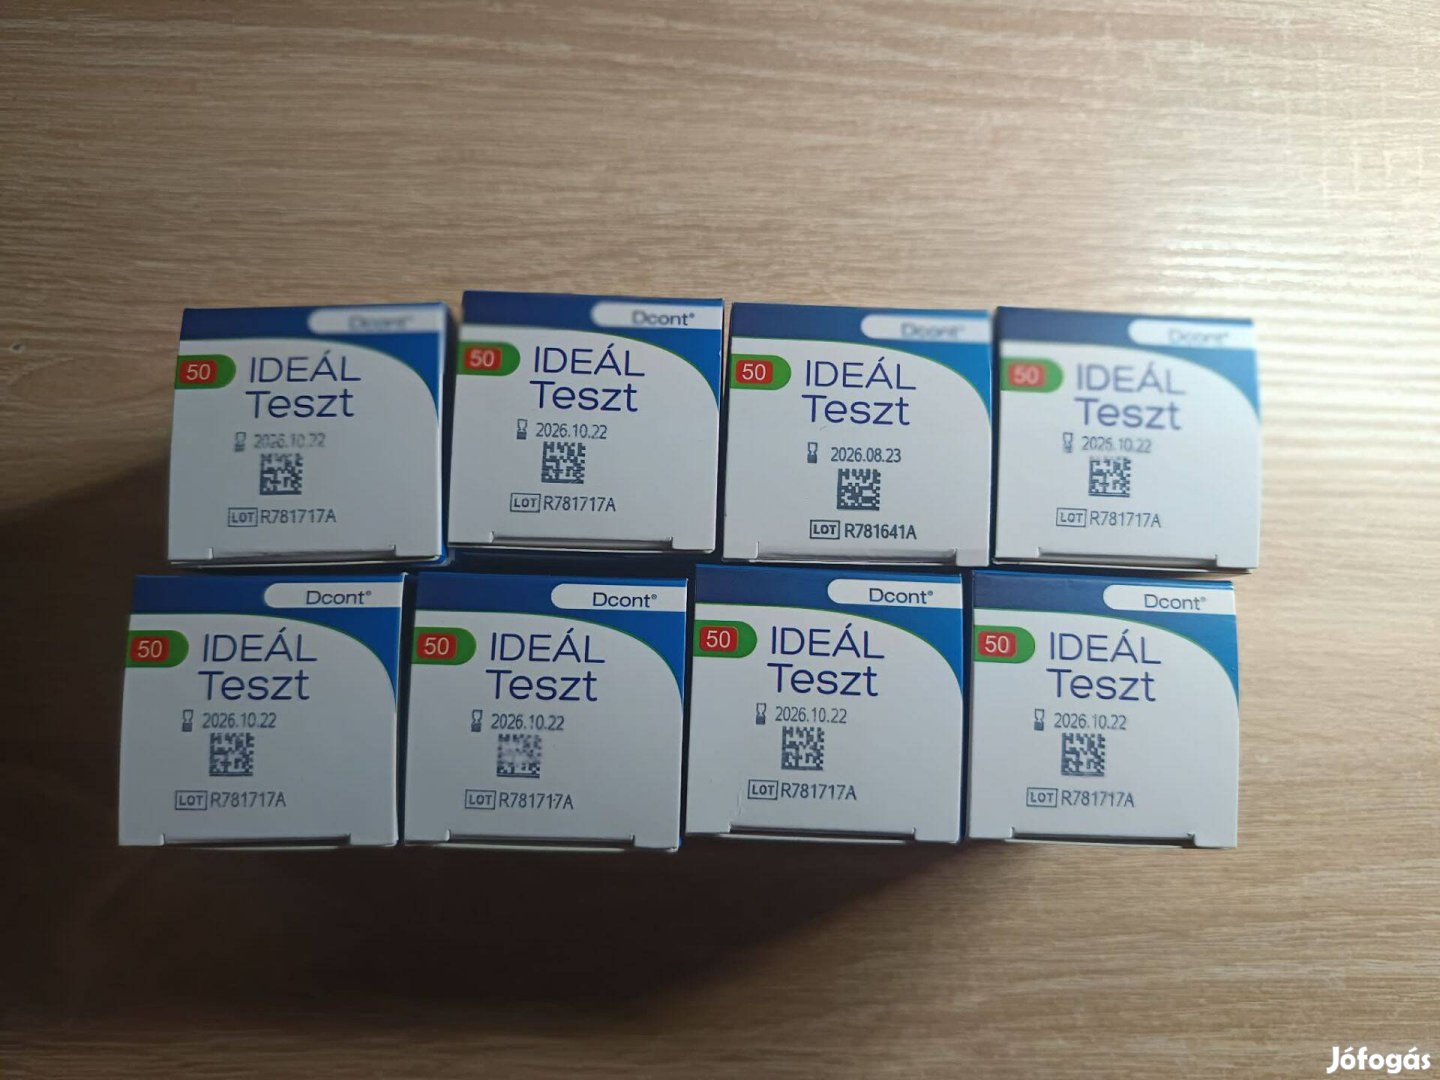 Dcont®
50 IDEÁL
Teszt
2026.10.22
LOT R781717A
Dcont®
50 IDEÁL
Teszt
2026.10.22
LOT R781717A
Dcont®
50 IDEÁL
Teszt
2026.08.23
LOT R781641A
Dcont®
50 IDEÁL
Teszt
2026.10.22
LOT R781717A
Dcont®
50 IDEÁL
Teszt
2026.10.22
LOT R781717A
Dcont®
50 IDEÁL
Teszt
2026.10.22
LOT R781717A
Dcont®
50 IDEÁL
Teszt
2026.10.22
LOT R781717A
Dcont®
50 IDEÁL
Teszt
2026.10.22
LOT R781717A
Jófogás